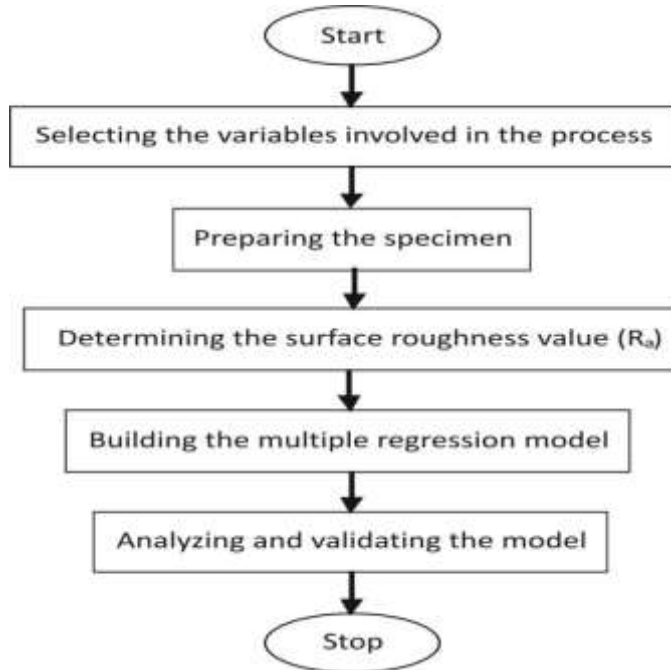 Start
Selecting the variables involved in the process
Preparing the specimen
Determining the surface roughness value (Rₐ)
Building the multiple regression model
Analyzing and validating the model
Stop